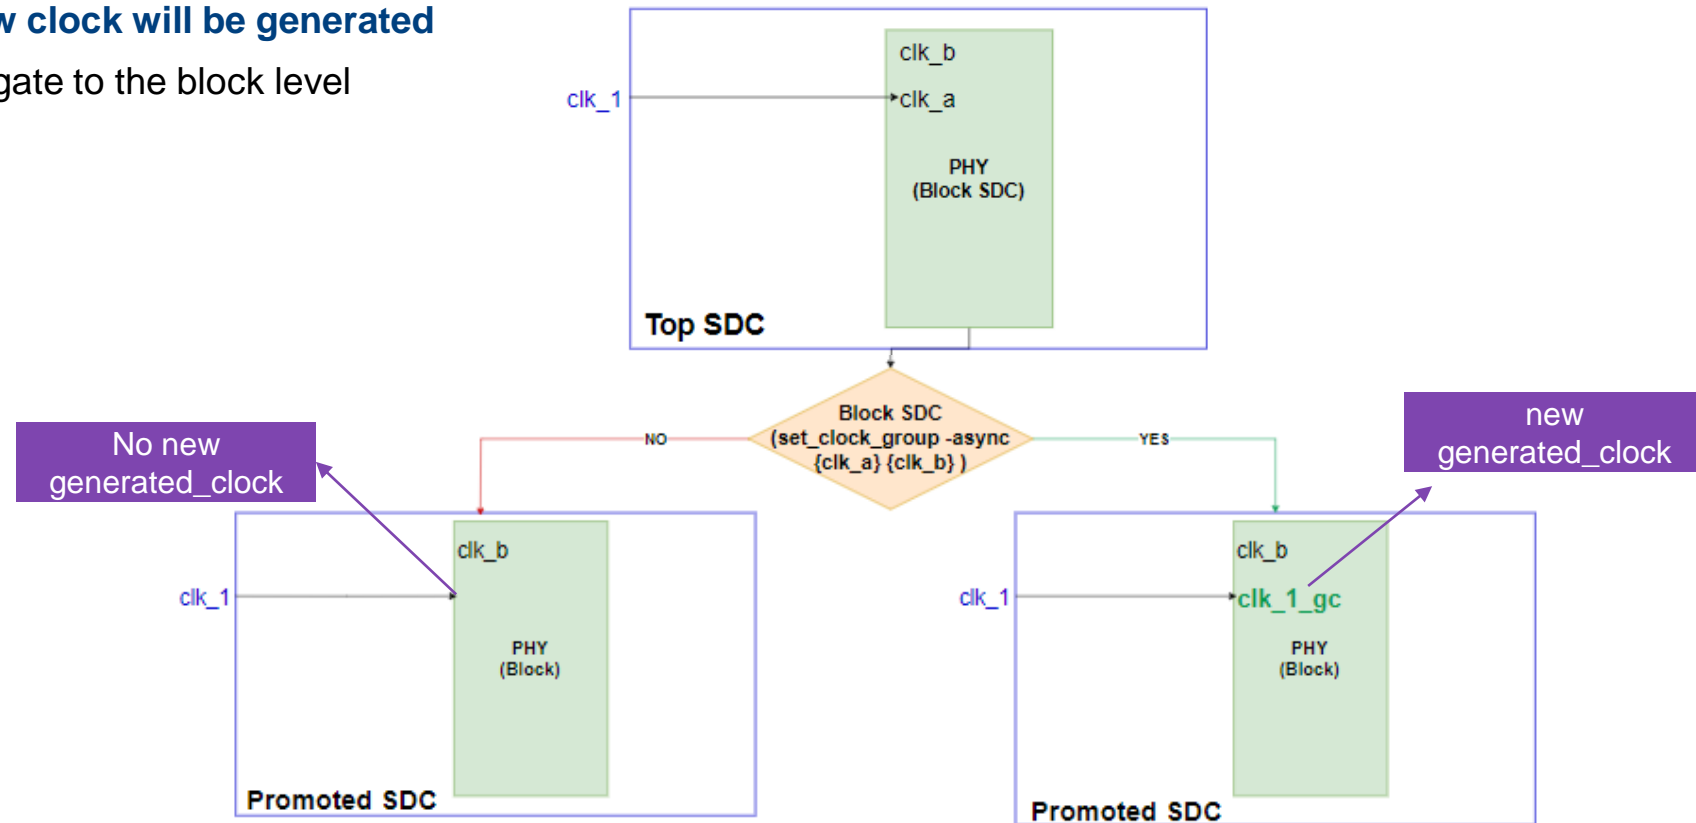 w clock will be generated
gate to the block level
clk_b
clk_1
clk_a
PHY
(Block SDC)
Top SDC
Block SDC
(set_clock_group -async
{clk_a} {clk_b} )
NO
YES
No new
generated_clock
new
generated_clock
clk_b
clk_1
PHY
(Block)
Promoted SDC
clk_b
clk_1
clk_1_gc
PHY
(Block)
Promoted SDC